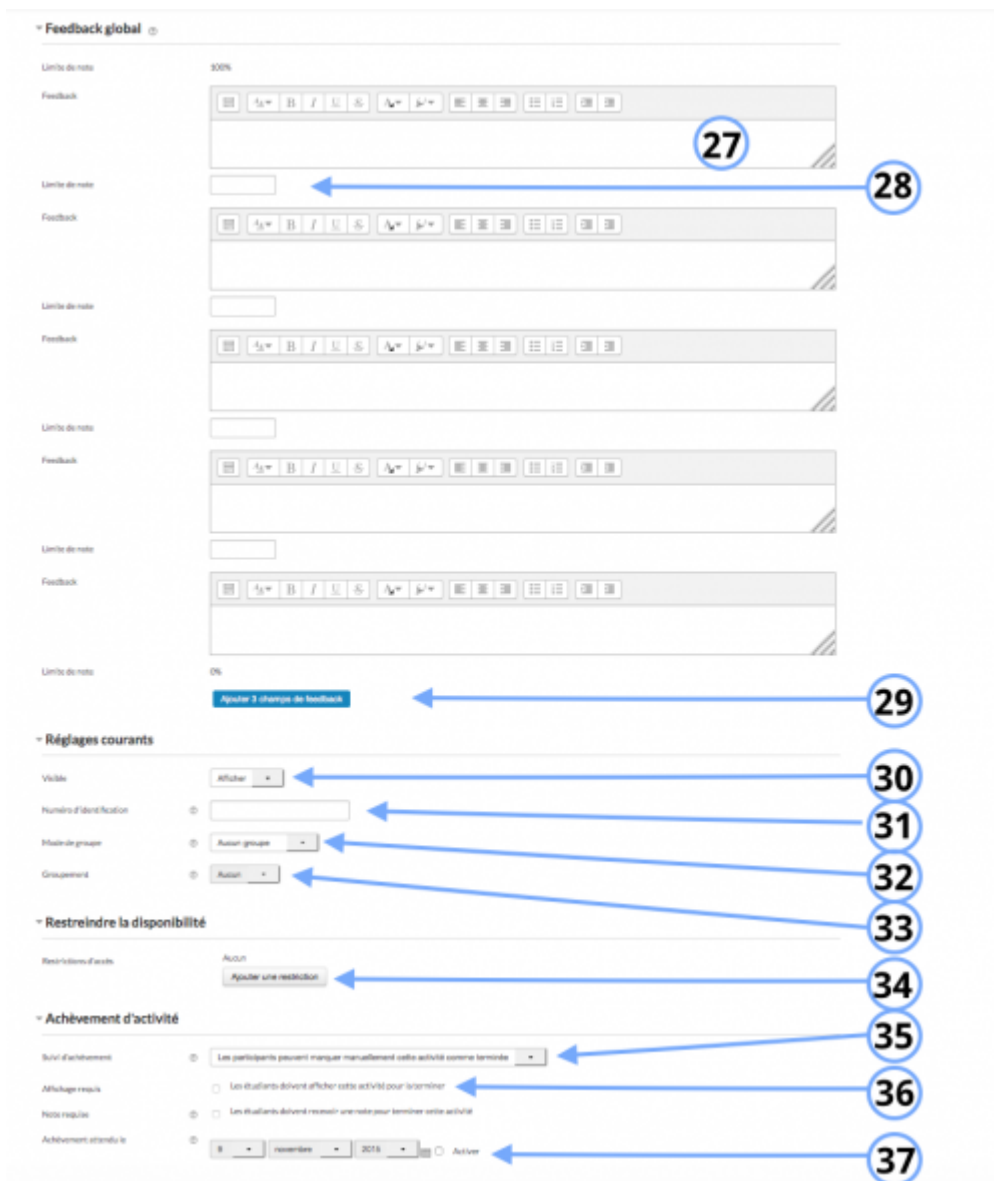 Feedback global
Limite de note 100%
Feedback
27
Limite de note 28
Feedback
Limite de note
Feedback
Limite de note
Feedback
Limite de note
Feedback
Limite de note 0%
Ajouter 3 champs de feedback 29
Réglages courants
Visible Afficher 30
Numéro d'identification 31
Mode de groupe Aucun groupe 32
Groupement Aucun 33
Restreindre la disponibilité
Restrictions d'accès Aucun
Ajouter une restriction 34
Achèvement d'activité
35
Suivi d'achèvement Les participants peuvent marquer manuellement cette activité comme terminée
Affichage requis Les étudiants doivent afficher cette activité pour la terminer 36
Note requise Les étudiants doivent recevoir une note pour terminer cette activité
Achèvement attendu le novembre Activer 37